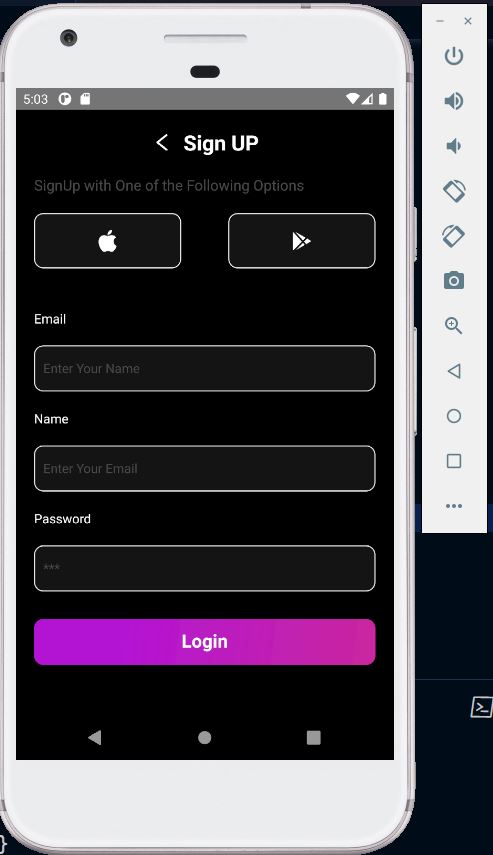 5:03
Sign UP
SignUp with One of the Following Options
Email
Enter Your Name
Name
Enter Your Email
Password
***
Login
}